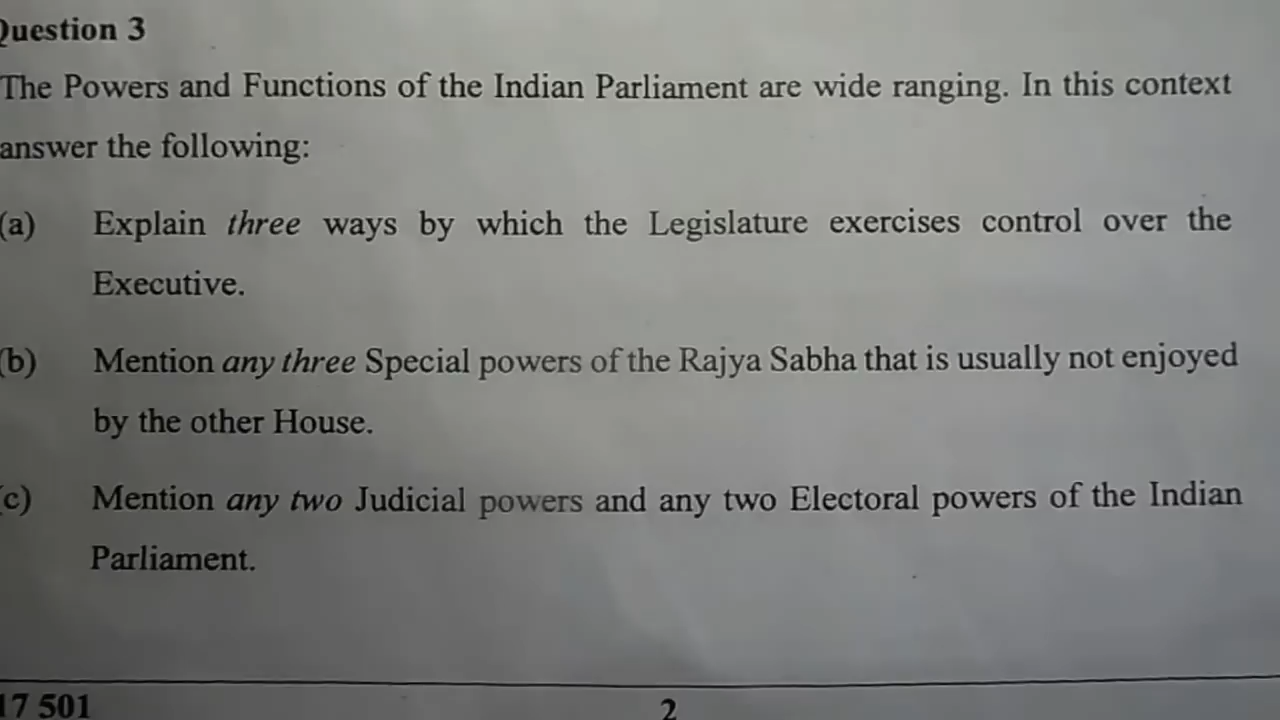 Question 3
The Powers and Functions of the Indian Parliament are wide ranging. In this context
answer the following:
(a) Explain three ways by which the Legislature exercises control over the
Executive.
(b) Mention any three Special powers of the Rajya Sabha that is usually not enjoyed
by the other House.
(c) Mention any two Judicial powers and any two Electoral powers of the Indian
Parliament.
17 501 2